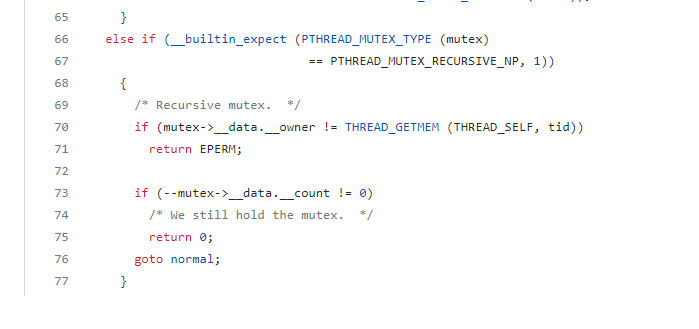 65 }
66 else if (__builtin_expect (PTHREAD_MUTEX_TYPE (mutex)
67 == PTHREAD_MUTEX_RECURSIVE_NP, 1))
68 {
69 /* Recursive mutex.  */
70 if (mutex->__data.__owner != THREAD_GETMEM (THREAD_SELF, tid))
71 return EPERM;
72
73 if (--mutex->__data.__count != 0)
74 /* We still hold the mutex.  */
75 return 0;
76 goto normal;
77 }